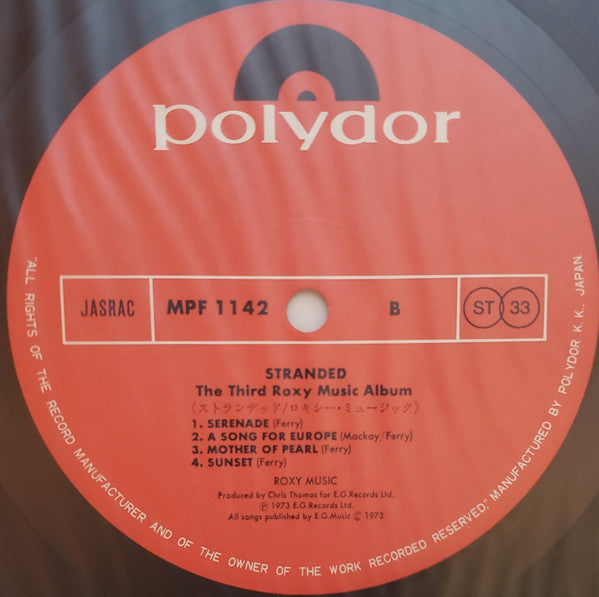 polydor
JASRAC
MPF 1142
B
ST 33
STRANDED
The Third Roxy Music Album
(ストランデッド/ロキシー・ミュージック)
1. SERENADE (Ferry)
2. A SONG FOR EUROPE (Mackay/Ferry)
3. MOTHER OF PEARL (Ferry)
4. SUNSET (Ferry)
ROXY MUSIC
Produced by Chris Thomas for E.G.Records Ltd.
Ⓟ 1973 E.G.Records Ltd.
All songs published by E.G.Music © 1973
"ALL RIGHTS OF THE RECORD MANUFACTURER AND OF THE OWNER OF THE WORK RECORDED RESERVED." MANUFACTURED BY POLYDOR K.K., JAPAN